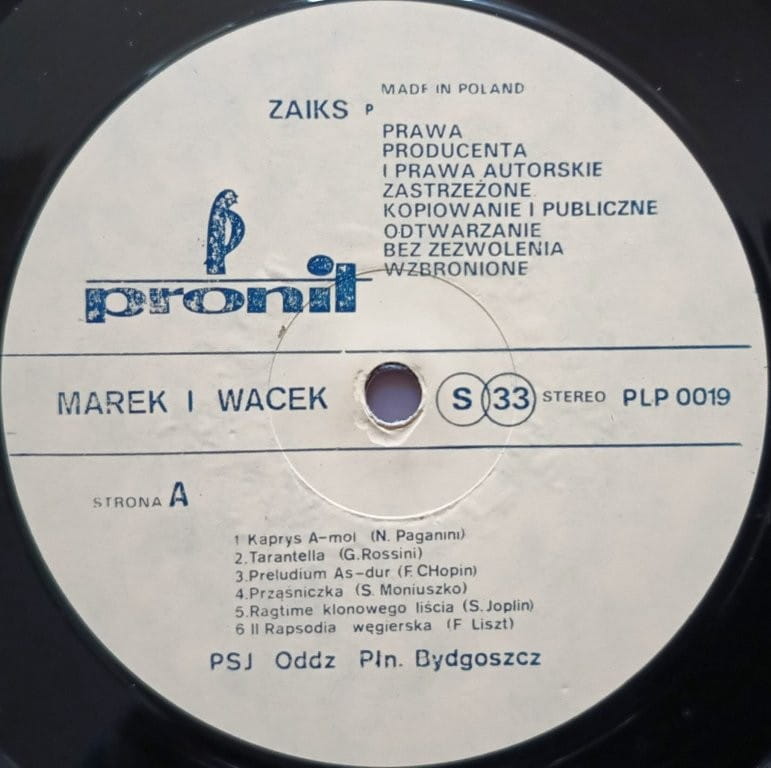 MADE IN POLAND
ZAIKS P
PRAWA
PRODUCENTA
I PRAWA AUTORSKIE
ZASTRZEŻONE
KOPIOWANIE I PUBLICZNE
ODTWARZANIE
BEZ ZEZWOLENIA
WZBRONIONE
pronit
MAREK I WACEK S 33 STEREO PLP 0019
STRONA A
1 Kaprys A-mol (N. Paganini)
2.Tarantella (G.Rossini)
3.Preludium As-dur (F.CHopin)
4.Prząśniczka (S. Moniuszko)
5.Ragtime klonowego liścia (S.Joplin)
6 II Rapsodia węgierska (F Liszt)
PSJ Oddz Płn. Bydgoszcz